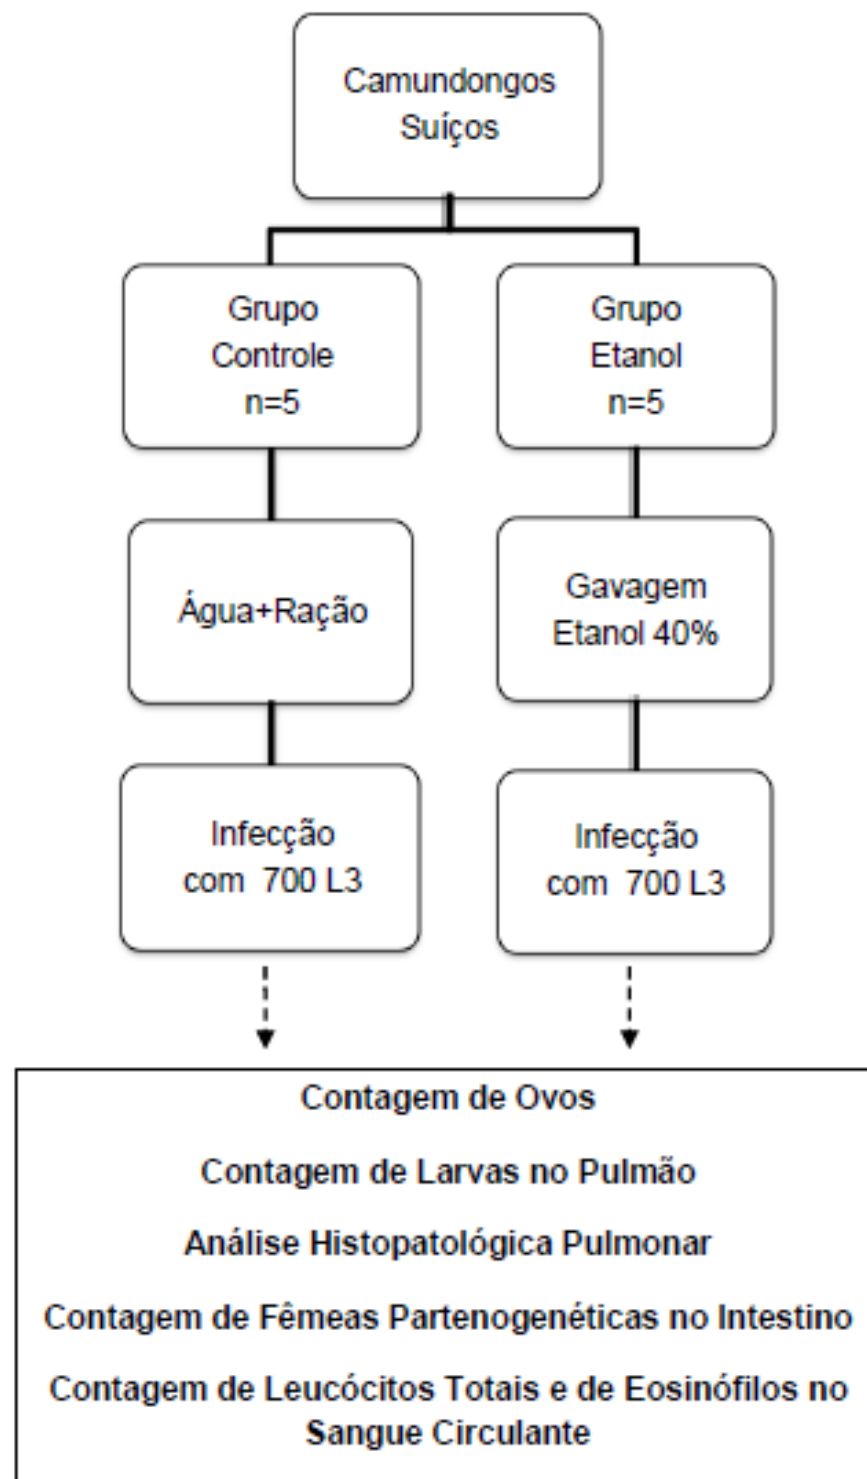 Camundongos
Suíços
Grupo
Controle
n=5
Grupo
Etanol
n=5
Água+Ração
Gavagem
Etanol 40%
Infecção
com 700 L3
Infecção
com 700 L3
Contagem de Ovos
Contagem de Larvas no Pulmão
Análise Histopatológica Pulmonar
Contagem de Fêmeas Partenogenéticas no Intestino
Contagem de Leucócitos Totais e de Eosinófilos no
Sangue Circulante